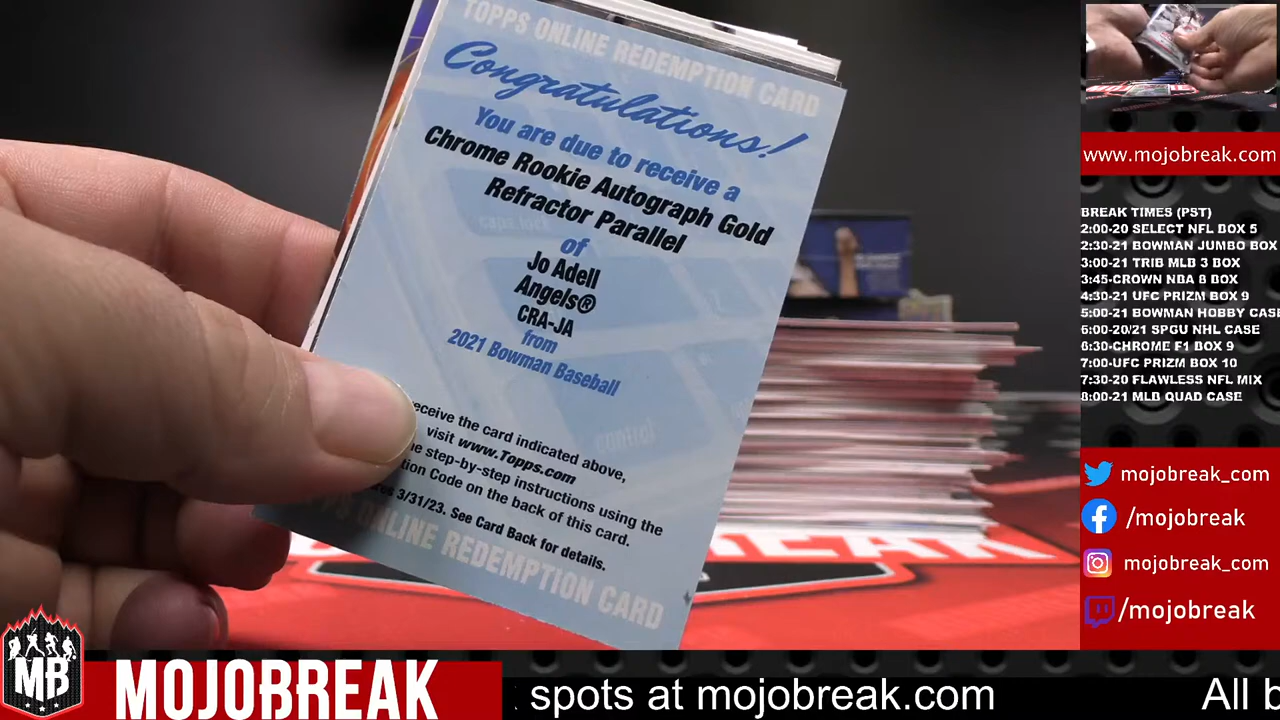 TOPPS ONLINE REDEMPTION CARD
Congratulations!
You are due to receive a
Chrome Rookie Autograph Gold
Refractor Parallel
of
Jo Adell
Angels®
CRA-JA
from
2021 Bowman Baseball
receive the card indicated above,
visit www.Topps.com
step-by-step instructions using the
Code on the back of this card.
3/31/23. See Card Back for details.
ONLINE REDEMPTION CARD
caps lock
control
www.mojobreak.com
BREAK TIMES (PST)
2:00-20 SELECT NFL BOX 5
2:30-21 BOWMAN JUMBO BOX
3:00-21 TRIB MLB 3 BOX
3:45-CROWN NBA 8 BOX
4:30-21 UFC PRIZM BOX 9
5:00-21 BOWMAN HOBBY CASE
6:00-20/21 SPGU NHL CASE
6:30-CHROME F1 BOX 9
7:00-UFC PRIZM BOX 10
7:30-20 FLAWLESS NFL MIX
8:00-21 MLB QUAD CASE
mojobreak_com
/mojobreak
mojobreak_com
/mojobreak
MB
MOJOBREAK
spots at mojobreak.com
All